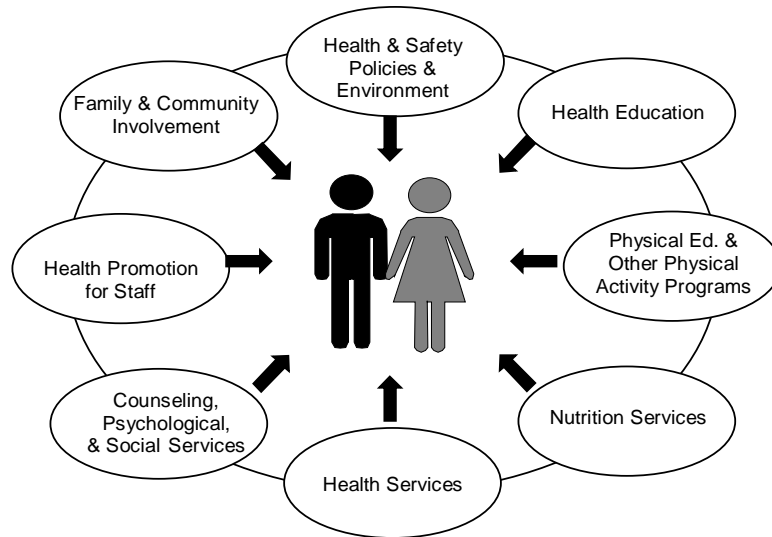 Health & Safety
Policies &
Environment
Family & Community
Involvement
Health Education
Health Promotion
for Staff
Physical Ed. &
Other Physical
Activity Programs
Counseling,
Psychological,
& Social Services
Nutrition Services
Health Services